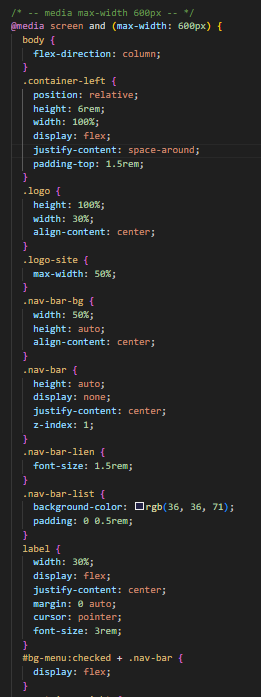 /* -- media max-width 600px -- */
@media screen and (max-width: 600px) {
body {
flex-direction: column;
}
.container-left {
position: relative;
height: 6rem;
width: 100%;
display: flex;
justify-content: space-around;
padding-top: 1.5rem;
}
.logo {
height: 100%;
width: 30%;
align-content: center;
}
.logo-site {
max-width: 50%;
}
.nav-bar-bg {
width: 50%;
height: auto;
align-content: center;
}
.nav-bar {
height: auto;
display: none;
justify-content: center;
z-index: 1;
}
.nav-bar-lien {
font-size: 1.5rem;
}
.nav-bar-list {
background-color: rgb(36, 36, 71);
padding: 0 0.5rem;
}
label {
width: 30%;
display: flex;
justify-content: center;
margin: 0 auto;
cursor: pointer;
font-size: 3rem;
}
#bg-menu:checked + .nav-bar {
display: flex;
}